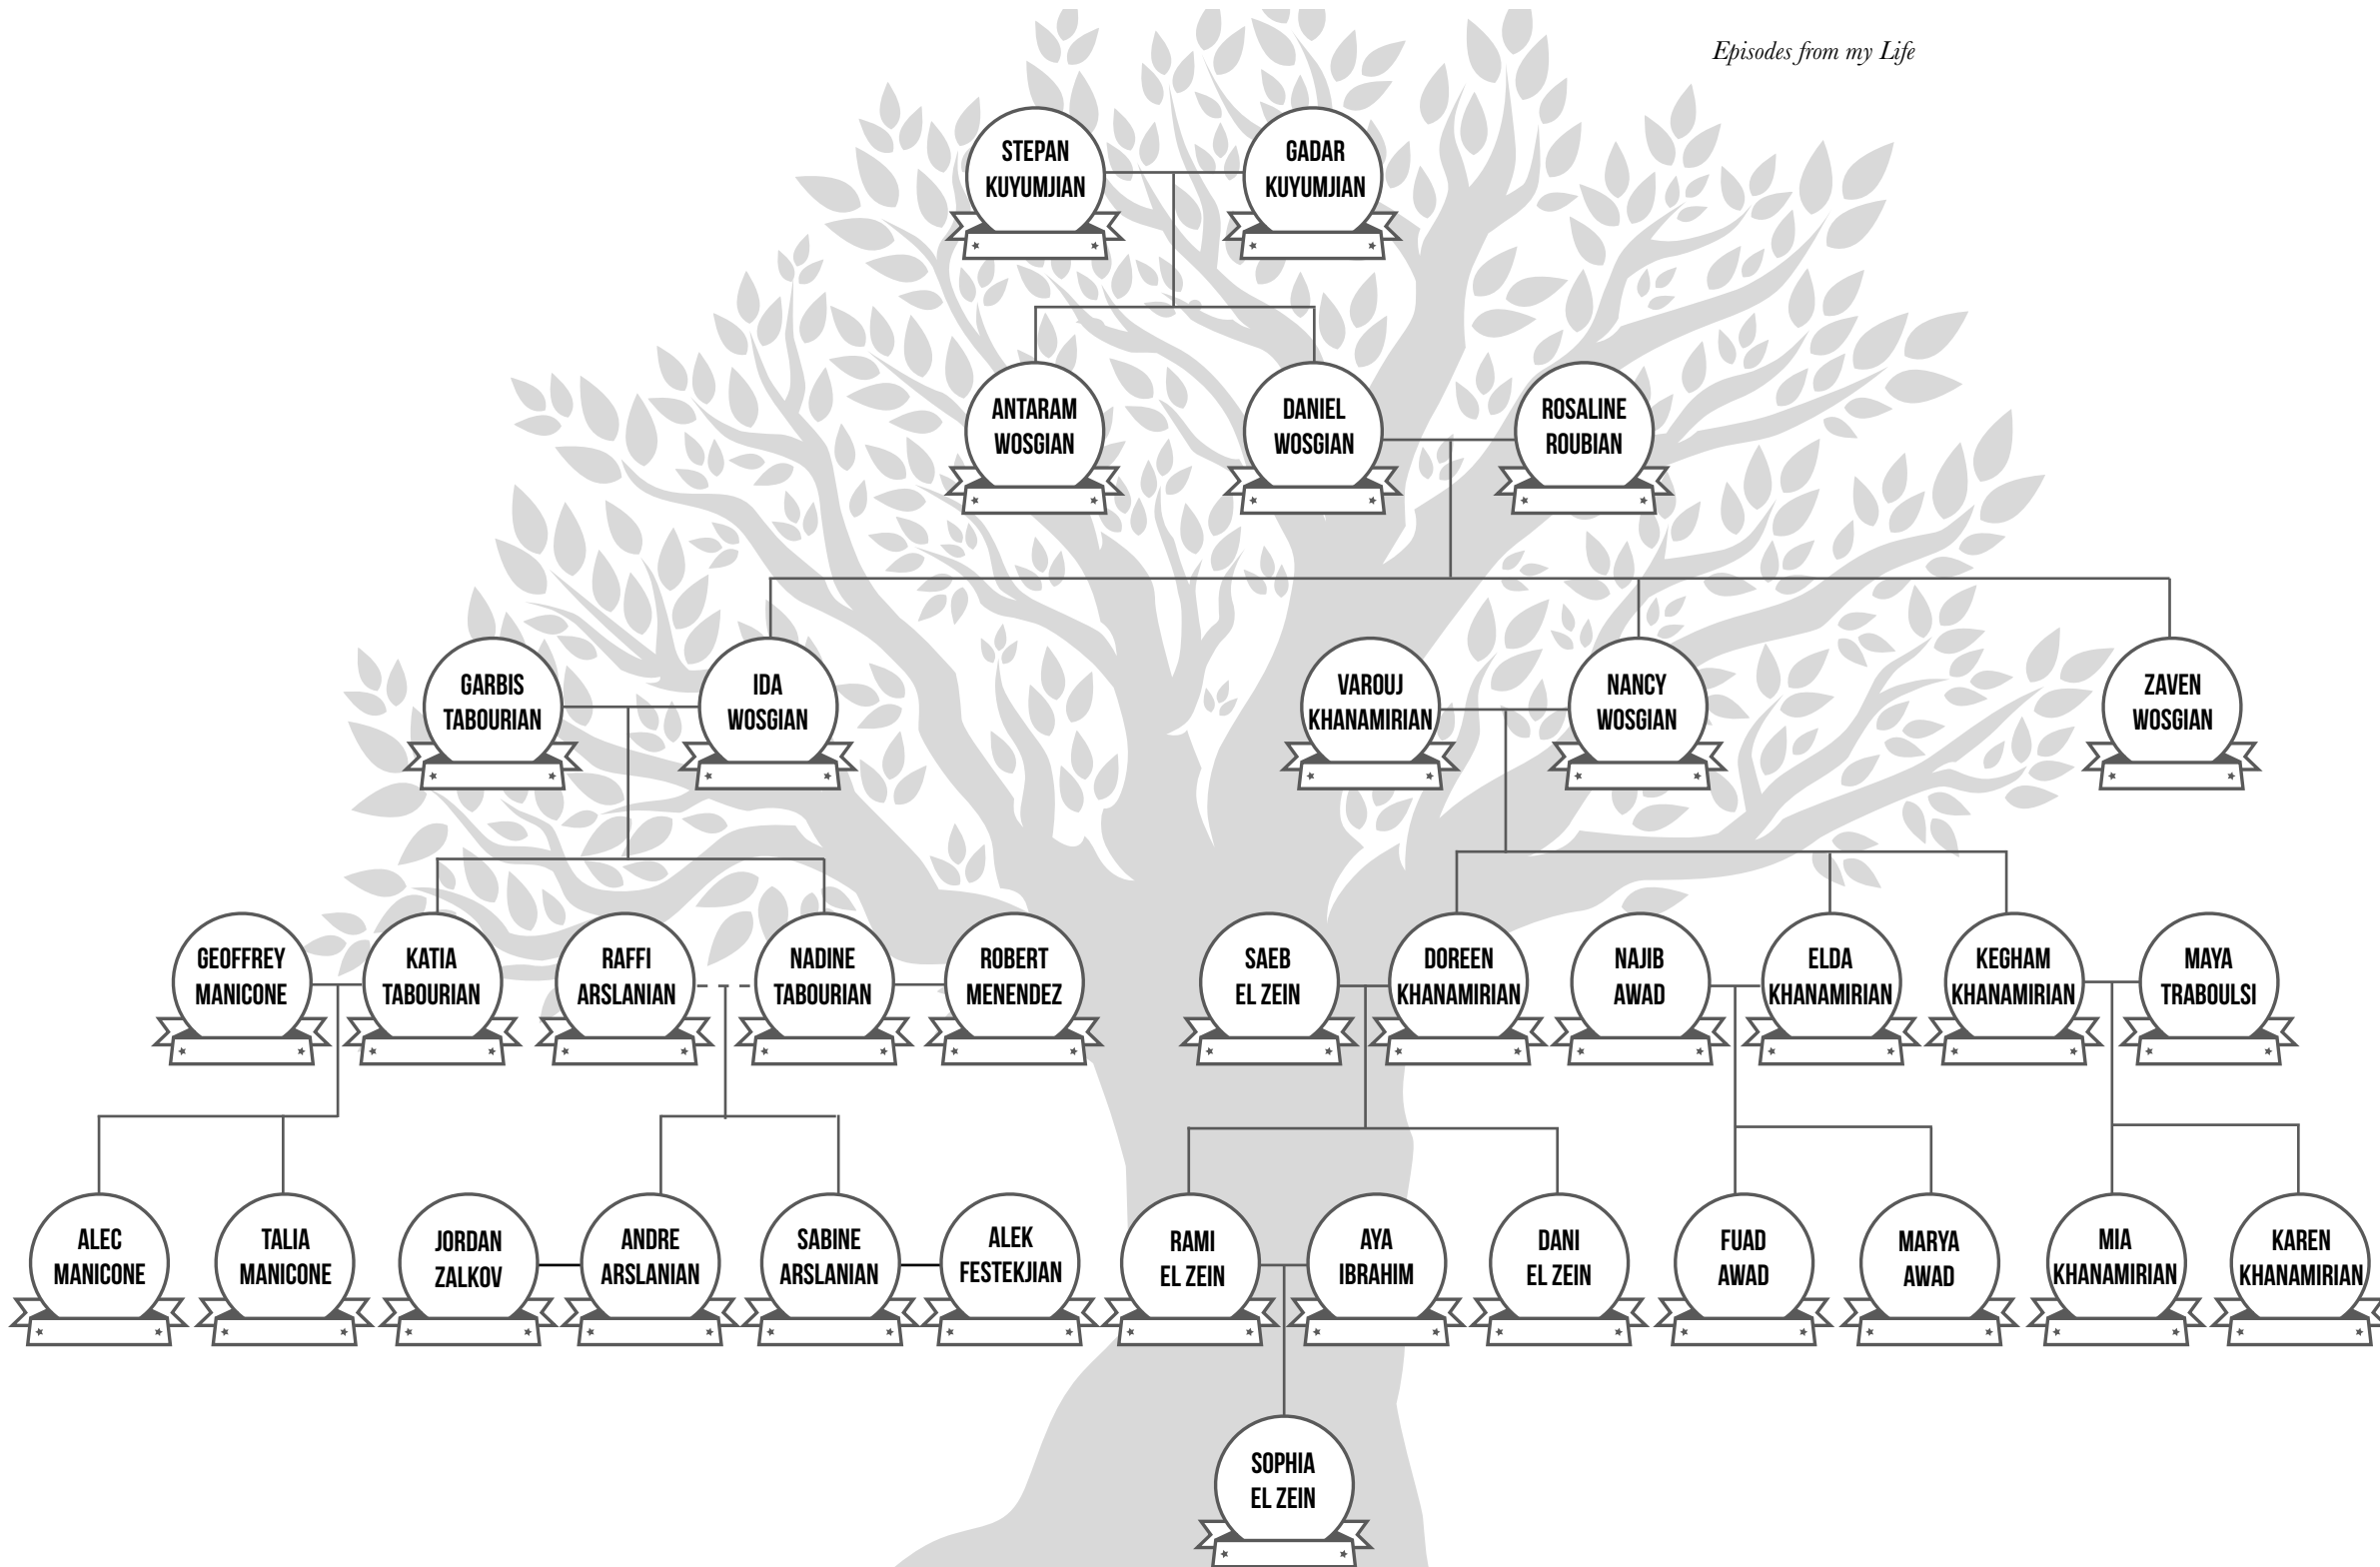 Episodes from my Life
STEPAN
KUYUMJIAN
GADAR
KUYUMJIAN
ANTARAM
WOSGIAN
DANIEL
WOSGIAN
ROSALINE
ROUBIAN
GARBIS
TABOURIAN
IDA
WOSGIAN
VAROUJ
KHANAMIRIAN
NANCY
WOSGIAN
ZAVEN
WOSGIAN
GEOFFREY
MANICONE
KATIA
TABOURIAN
RAFFI
ARSLANIAN
NADINE
TABOURIAN
ROBERT
MENENDEZ
SAEB
EL ZEIN
DOREEN
KHANAMIRIAN
NAJIB
AWAD
ELDA
KHANAMIRIAN
KEGHAM
KHANAMIRIAN
MAYA
TRABOULSI
ALEC
MANICONE
TALIA
MANICONE
JORDAN
ZALKOV
ANDRE
ARSLANIAN
SABINE
ARSLANIAN
ALEK
FESTEKJIAN
RAMI
EL ZEIN
AYA
IBRAHIM
DANI
EL ZEIN
FUAD
AWAD
MARYA
AWAD
MIA
KHANAMIRIAN
KAREN
KHANAMIRIAN
SOPHIA
EL ZEIN